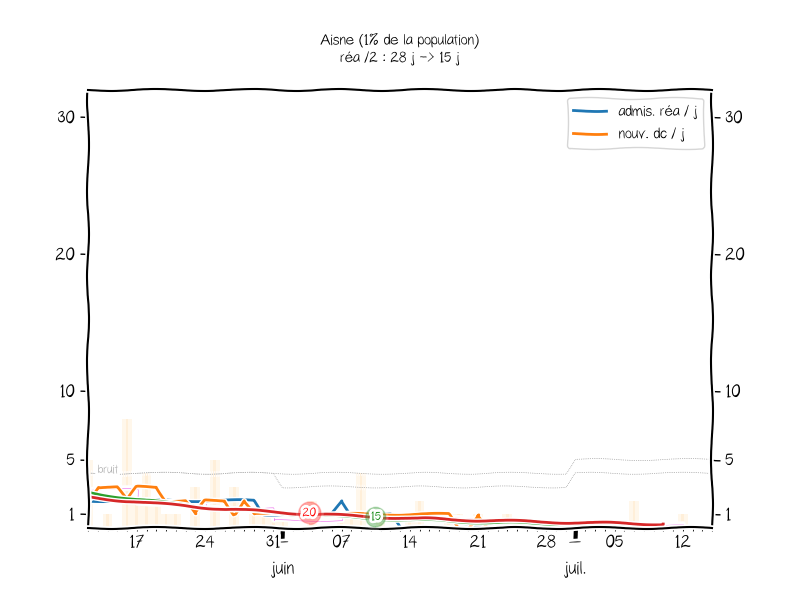 Aisne (1% de la population)
réa /2 : 28 j -> 15 j
admis. réa / j
nouv. dc / j
30 30
20 20
10 10
5 5
bruit
1 1
20 15
17 24 31 07 14 21 28 05 12
juin juil.